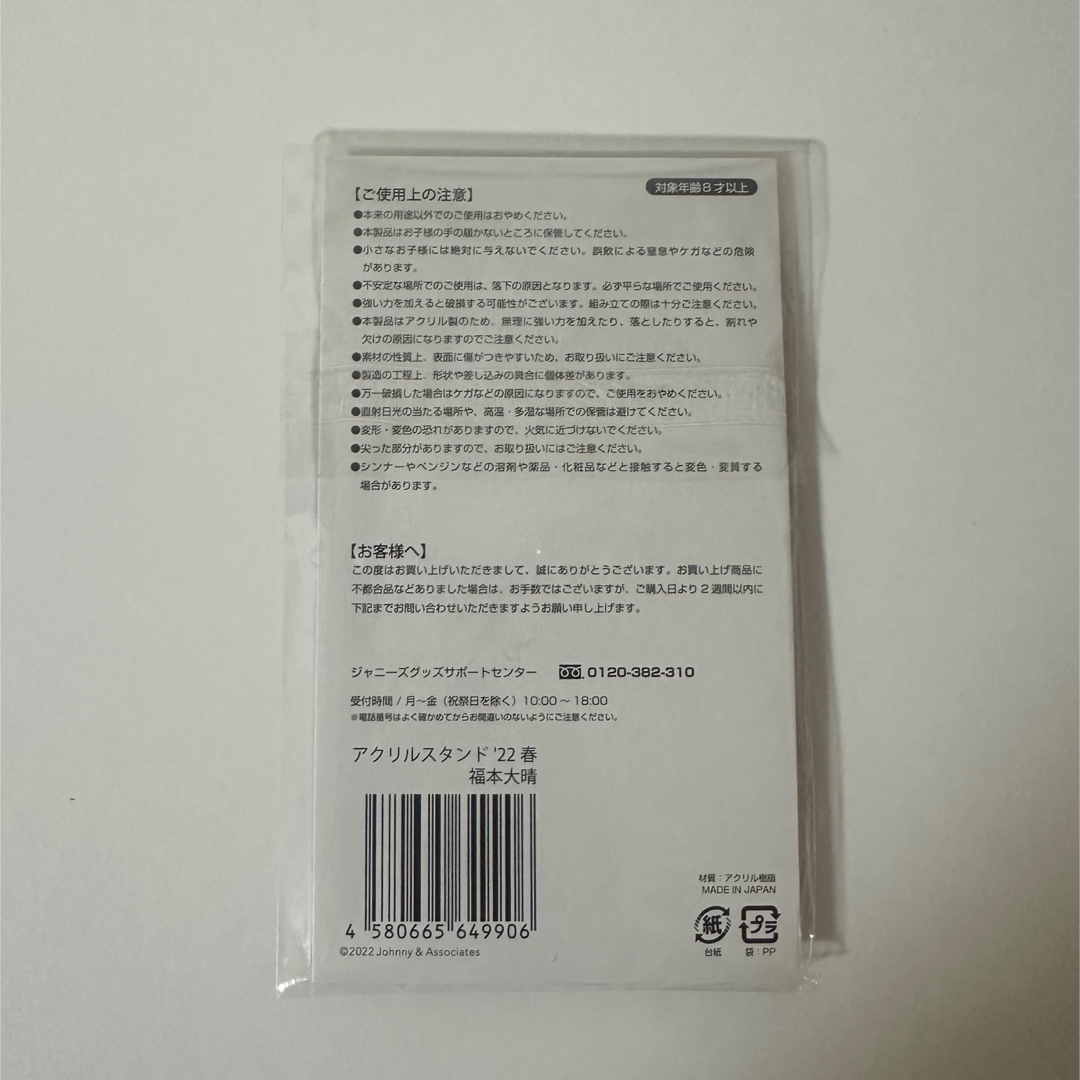 対象年齢8才以上
【ご使用上の注意】
●本来の用途以外でのご使用はおやめください。
●本製品はお子様の手の届かないところに保管してください。
●小さなお子様には絶対に与えないでください。誤飲による窒息やケガなどの危険
があります。
●不安定な場所でのご使用は、落下の原因となります。必ず平らな場所でご使用ください。
●強い力を加えると破損する可能性がございます。組み立ての際は十分ご注意ください。
●本製品はアクリル製のため、無理に強い力を加えたり、落としたりすると、割れや
欠けの原因になりますのでご注意ください。
●素材の性質上、表面に傷がつきやすいため、お取り扱いにご注意ください。
●製造の工程上、形状や差し込みの具合に個体差があります。
●万一破損した場合はケガなどの原因になりますので、ご使用をおやめください。
●直射日光の当たる場所や、高温・多湿な場所での保管は避けてください。
●変形・変色の恐れがありますので、火気に近づけないでください。
●尖った部分がありますので、お取り扱いにはご注意ください。
●シンナーやベンジンなどの溶剤や薬品・化粧品などと接触すると変色・変質する
場合があります。
【お客様へ】
この度はお買い上げいただきまして、誠にありがとうございます。お買い上げ商品に
不都合品などありました場合は、お手数ではございますが、ご購入日より2週間以内に
下記までお問い合わせいただきますようお願い申し上げます。
ジャニーズグッズサポートセンター 0120-382-310
受付時間/月～金（祝祭日を除く）10:00～18:00
※電話番号はよく確かめてからお間違いのないようにご注意ください。
アクリルスタンド'22春
福本大晴
4 580665 649906
©2022 Johnny & Associates
材質：アクリル樹脂
MADE IN JAPAN
紙 プラ
台紙 袋：PP